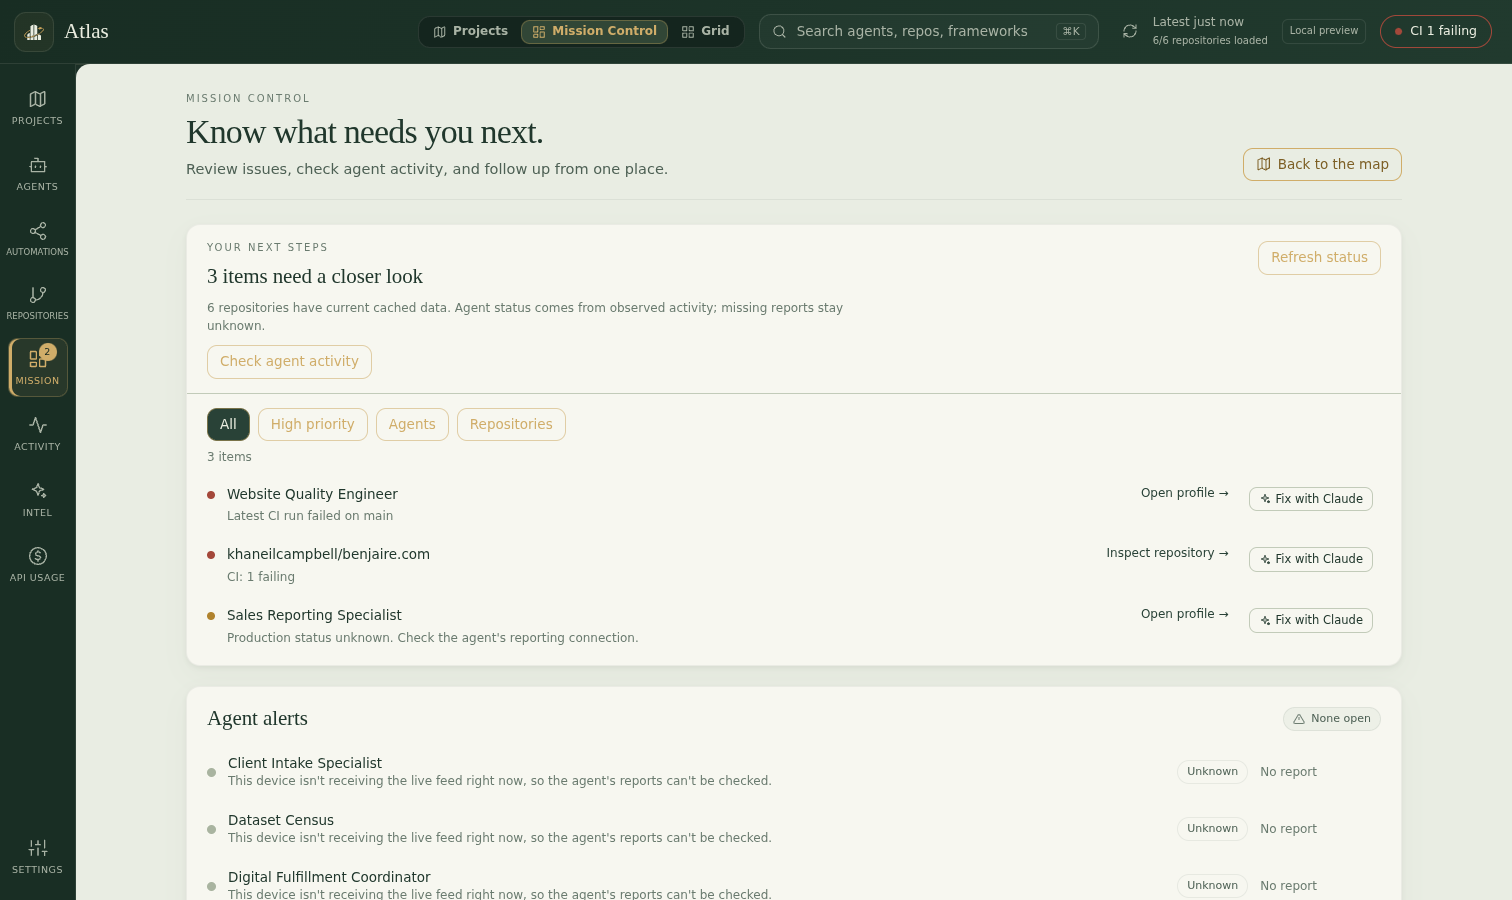 Atlas
Projects
Mission Control
Grid
Search agents, repos, frameworks
⌘K
Latest just now
6/6 repositories loaded
Local preview
CI 1 failing
PROJECTS
AGENTS
AUTOMATIONS
REPOSITORIES
2
MISSION
ACTIVITY
INTEL
API USAGE
SETTINGS
MISSION CONTROL
Know what needs you next.
Review issues, check agent activity, and follow up from one place.
Back to the map
YOUR NEXT STEPS
3 items need a closer look
Refresh status
6 repositories have current cached data. Agent status comes from observed activity; missing reports stay
unknown.
Check agent activity
All
High priority
Agents
Repositories
3 items
Website Quality Engineer
Latest CI run failed on main
Open profile →
Fix with Claude
khaneilcampbell/benjaire.com
CI: 1 failing
Inspect repository →
Fix with Claude
Sales Reporting Specialist
Production status unknown. Check the agent's reporting connection.
Open profile →
Fix with Claude
Agent alerts
None open
Client Intake Specialist
This device isn't receiving the live feed right now, so the agent's reports can't be checked.
Unknown
No report
Dataset Census
This device isn't receiving the live feed right now, so the agent's reports can't be checked.
Unknown
No report
Digital Fulfillment Coordinator
This device isn't receiving the live feed right now, so the agent's reports can't be checked.
Unknown
No report